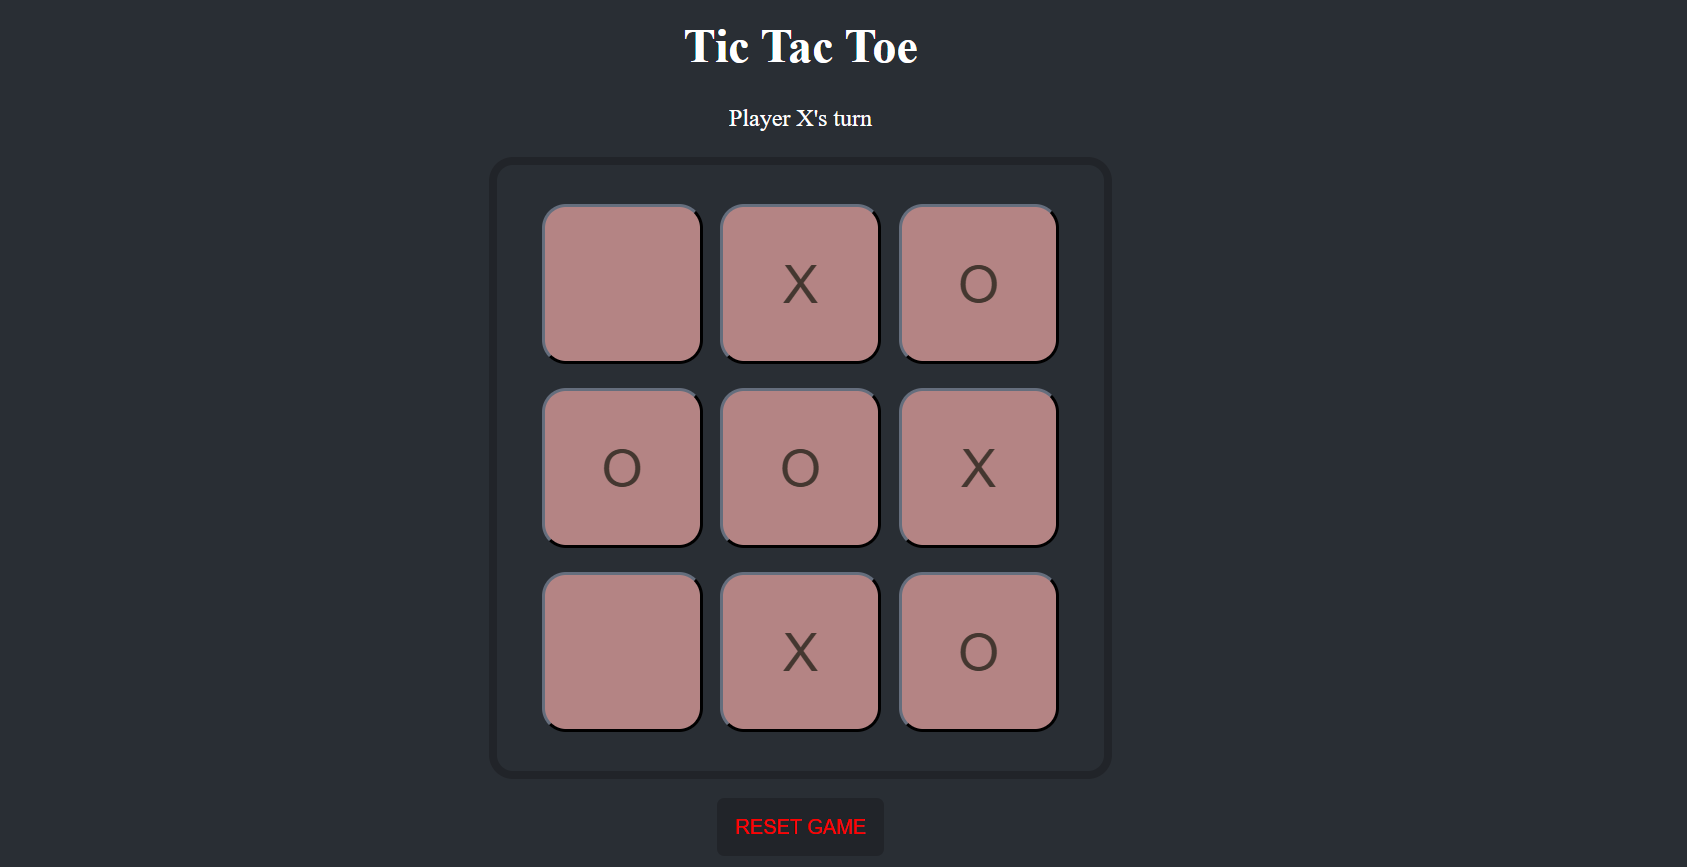 Tic Tac Toe
Player X's turn
X O
O O X
X O
RESET GAME